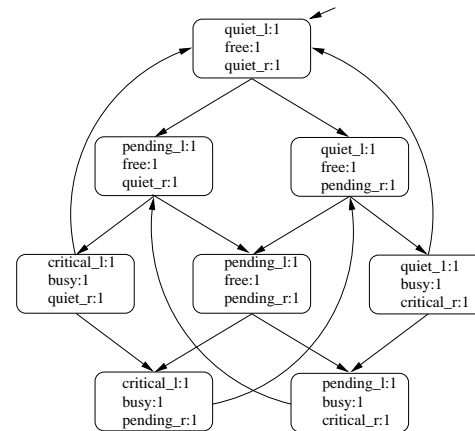 quiet_l:1
free:1
quiet_r:1
pending_l:1
free:1
quiet_r:1
quiet_l:1
free:1
pending_r:1
critical_l:1
busy:1
quiet_r:1
pending_l:1
free:1
pending_r:1
quiet_1:1
busy:1
critical_r:1
critical_l:1
busy:1
pending_r:1
pending_l:1
busy:1
critical_r:1